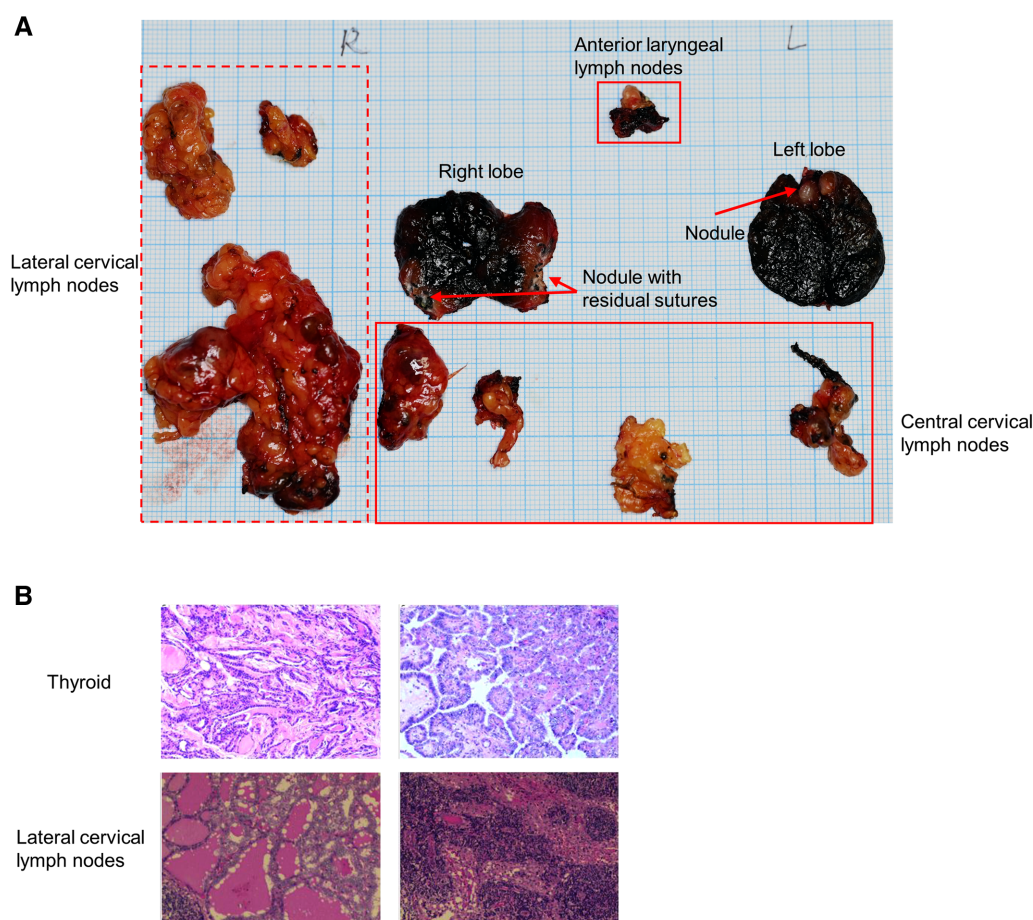 A
R
L
Anterior laryngeal
lymph nodes
Left lobe
Right lobe
Nodule
Lateral cervical
lymph nodes
Nodule with
residual sutures
Central cervical
lymph nodes
B
Thyroid
Lateral cervical
lymph nodes